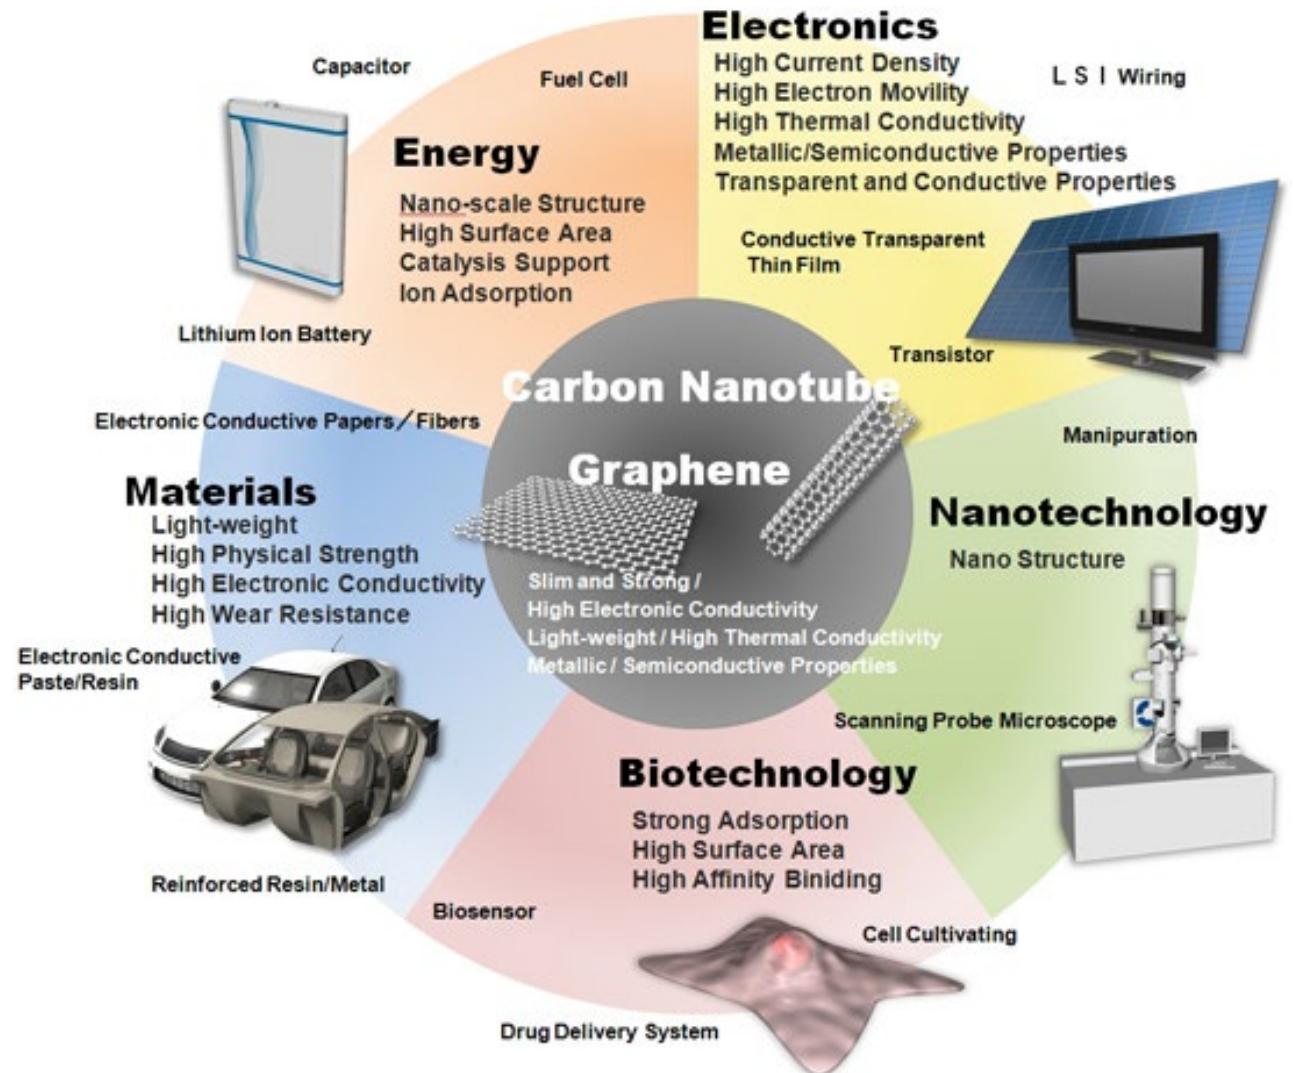 Electronics
High Current Density
High Electron Movility
High Thermal Conductivity
Metallic/Semiconductive Properties
Transparent and Conductive Properties
L S I Wiring
Conductive Transparent
Thin Film
Transistor
Capacitor
Fuel Cell
Energy
Nano-scale Structure
High Surface Area
Catalysis Support
Ion Adsorption
Lithium Ion Battery
Carbon Nanotube
Graphene
Slim and Strong /
High Electronic Conductivity
Light-weight / High Thermal Conductivity
Metallic / Semiconductive Properties
Electronic Conductive Papers／Fibers
Materials
Light-weight
High Physical Strength
High Electronic Conductivity
High Wear Resistance
Electronic Conductive
Paste/Resin
Reinforced Resin/Metal
Manipuration
Nanotechnology
Nano Structure
Scanning Probe Microscope
Biotechnology
Strong Adsorption
High Surface Area
High Affinity Biniding
Biosensor
Cell Cultivating
Drug Delivery System